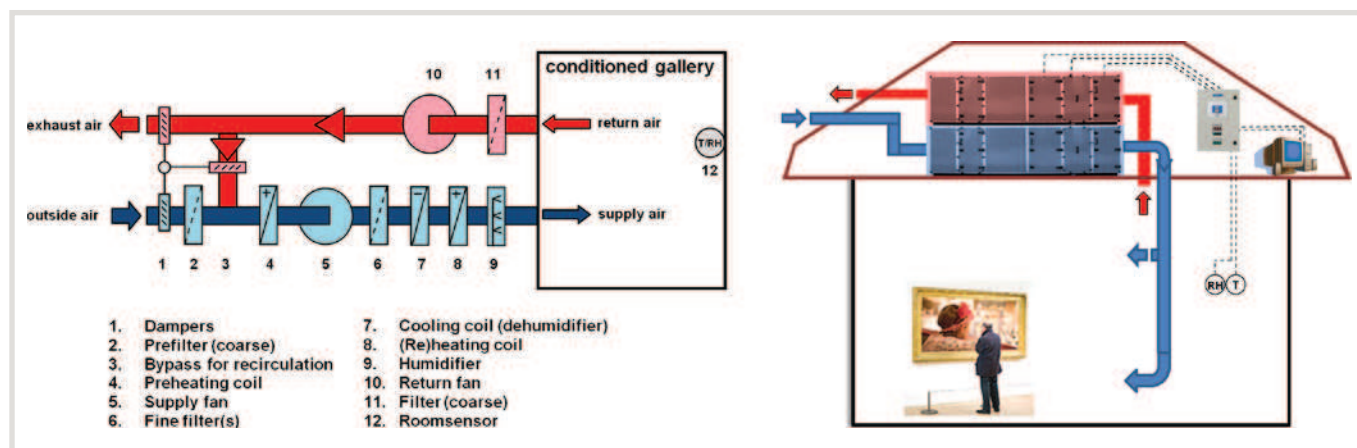 10 11 conditioned gallery
exhaust air return air
T/RH
12
outside air supply air
+ - +
1 2 3 4 5 6 7 8 9
1. Dampers
2. Prefilter (coarse)
3. Bypass for recirculation
4. Preheating coil
5. Supply fan
6. Fine filter(s)
7. Cooling coil (dehumidifier)
8. (Re)heating coil
9. Humidifier
10. Return fan
11. Filter (coarse)
12. Roomsensor
RH T